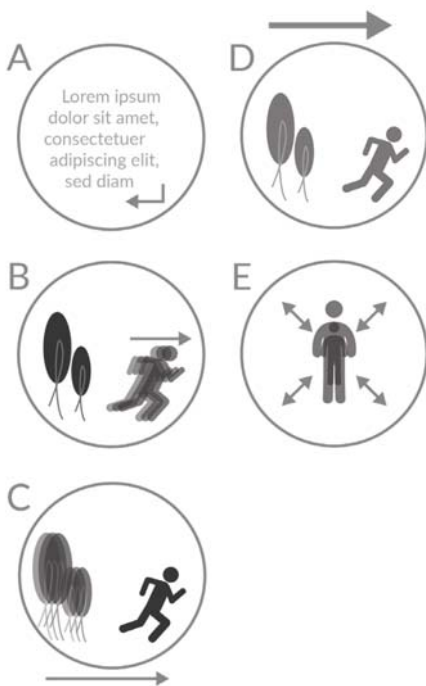 A
Lorem ipsum
dolor sit amet,
consectetuer
adipiscing elit,
sed diam
B
C
D
E